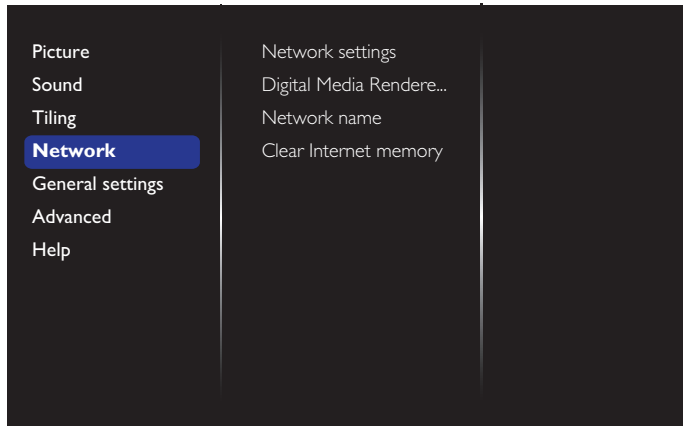 Picture
Sound
Tiling
Network
General settings
Advanced
Help
Network settings
Digital Media Rendere...
Network name
Clear Internet memory